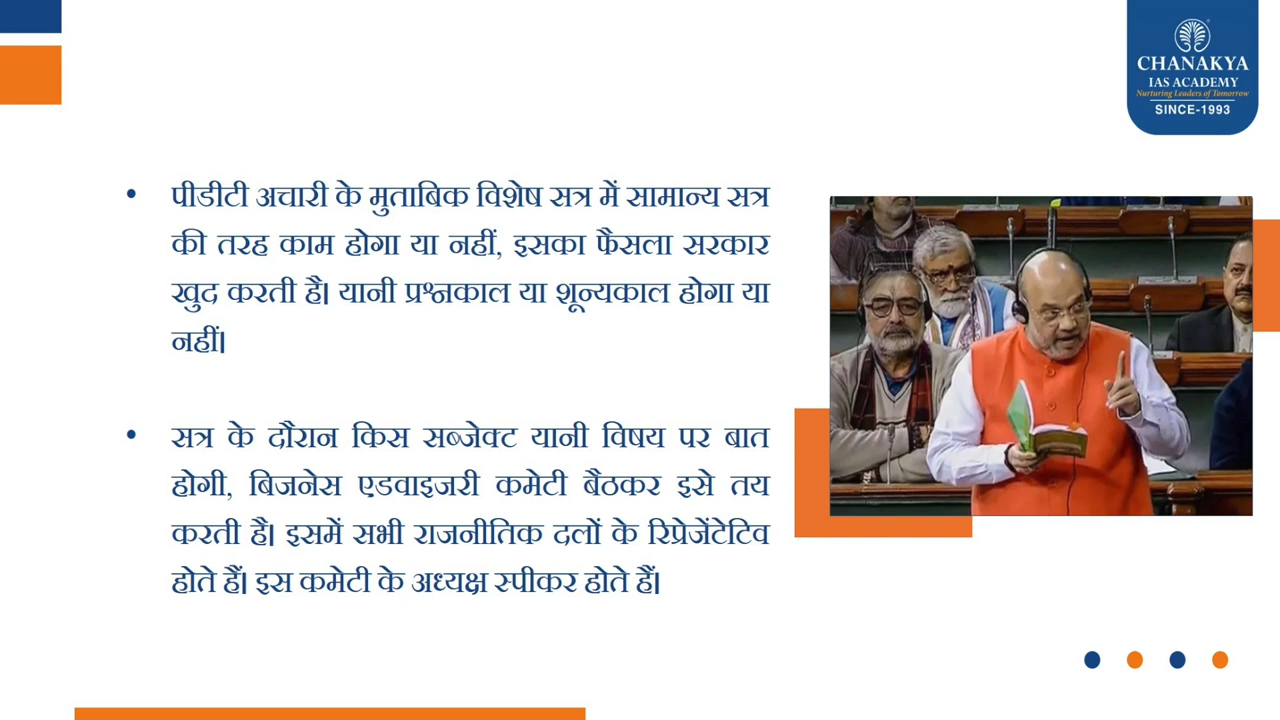 CHANAKYA
IAS ACADEMY
Nurturing Leaders of Tomorrow
SINCE-1993
• पीडीटी अचारी के मुताबिक विशेष सत्र में सामान्य सत्र
की तरह काम होगा या नहीं, इसका फैसला सरकार
खुद करती है। यानी प्रश्नकाल या शून्यकाल होगा या
नहीं।
• सत्र के दौरान किस सब्जेक्ट यानी विषय पर बात
होगी, बिजनेस एडवाइजरी कमेटी बैठकर इसे तय
करती है। इसमें सभी राजनीतिक दलों के रिप्रेजेंटेटिव
होते हैं। इस कमेटी के अध्यक्ष स्पीकर होते हैं।